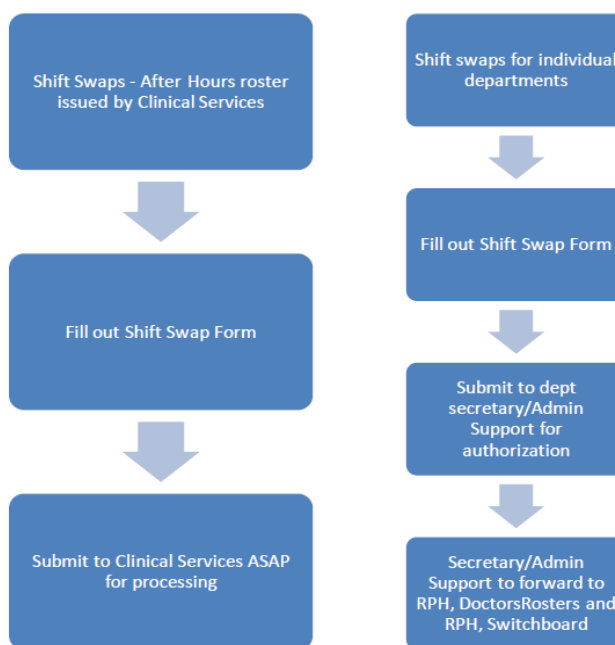 Shift Swaps - After Hours roster
issued by Clinical Services
Fill out Shift Swap Form
Submit to Clinical Services ASAP
for processing
Shift swaps for individual
departments
Fill out Shift Swap Form
Submit to dept
secretary/Admin
Support for
authorization
Secretary/Admin
Support to forward to
RPH, DoctorsRosters and
RPH, Switchboard